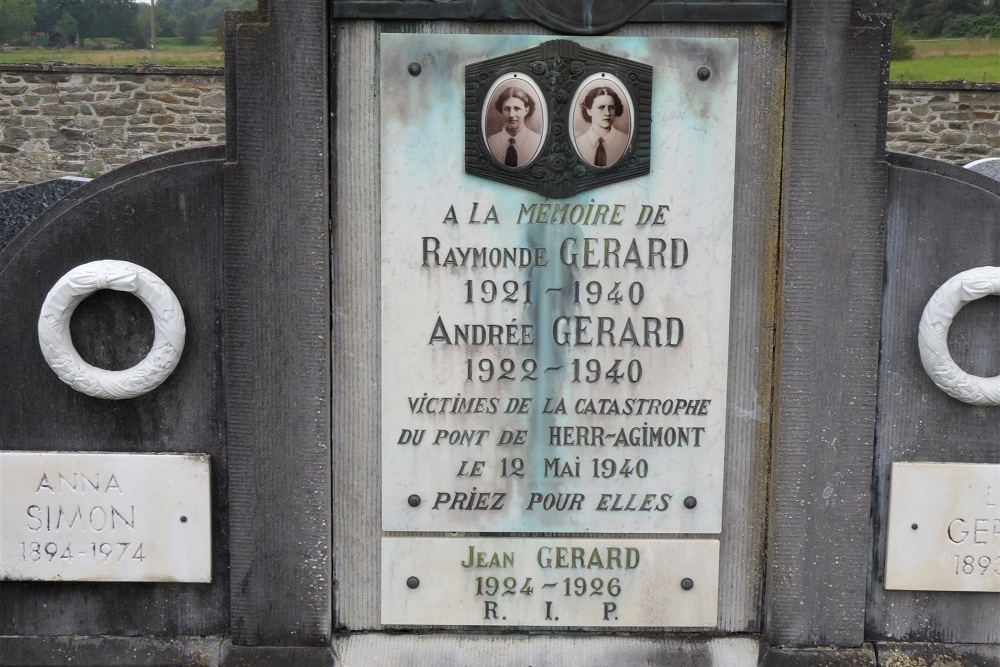 A LA MÉMOIRE DE
RAYMONDE GERARD
1921 - 1940
ANDRÉE GERARD
1922 - 1940
VICTIMES DE LA CATASTROPHE
DU PONT DE HERR-AGIMONT
LE 12 MAI 1940
PRIEZ POUR ELLES
JEAN GERARD
1924 - 1926
R. I. P.
ANNA
SIMON
1894-1974